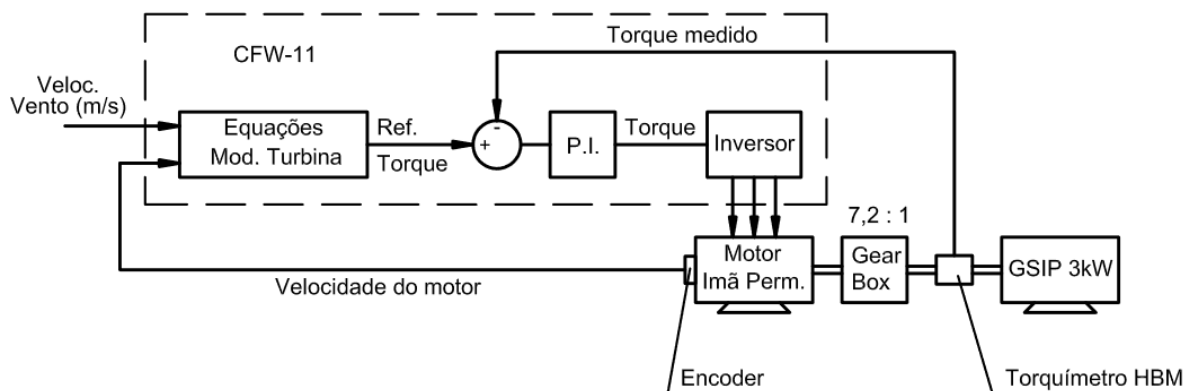 Torque medido
CFW-11
Veloc.
Vento (m/s)
Equações
Mod. Turbina
Ref.
Torque
-
+
P.I.
Torque
Inversor
7,2 : 1
Motor
Imã Perm.
Gear
Box
GSIP 3kW
Velocidade do motor
Encoder
Torquímetro HBM